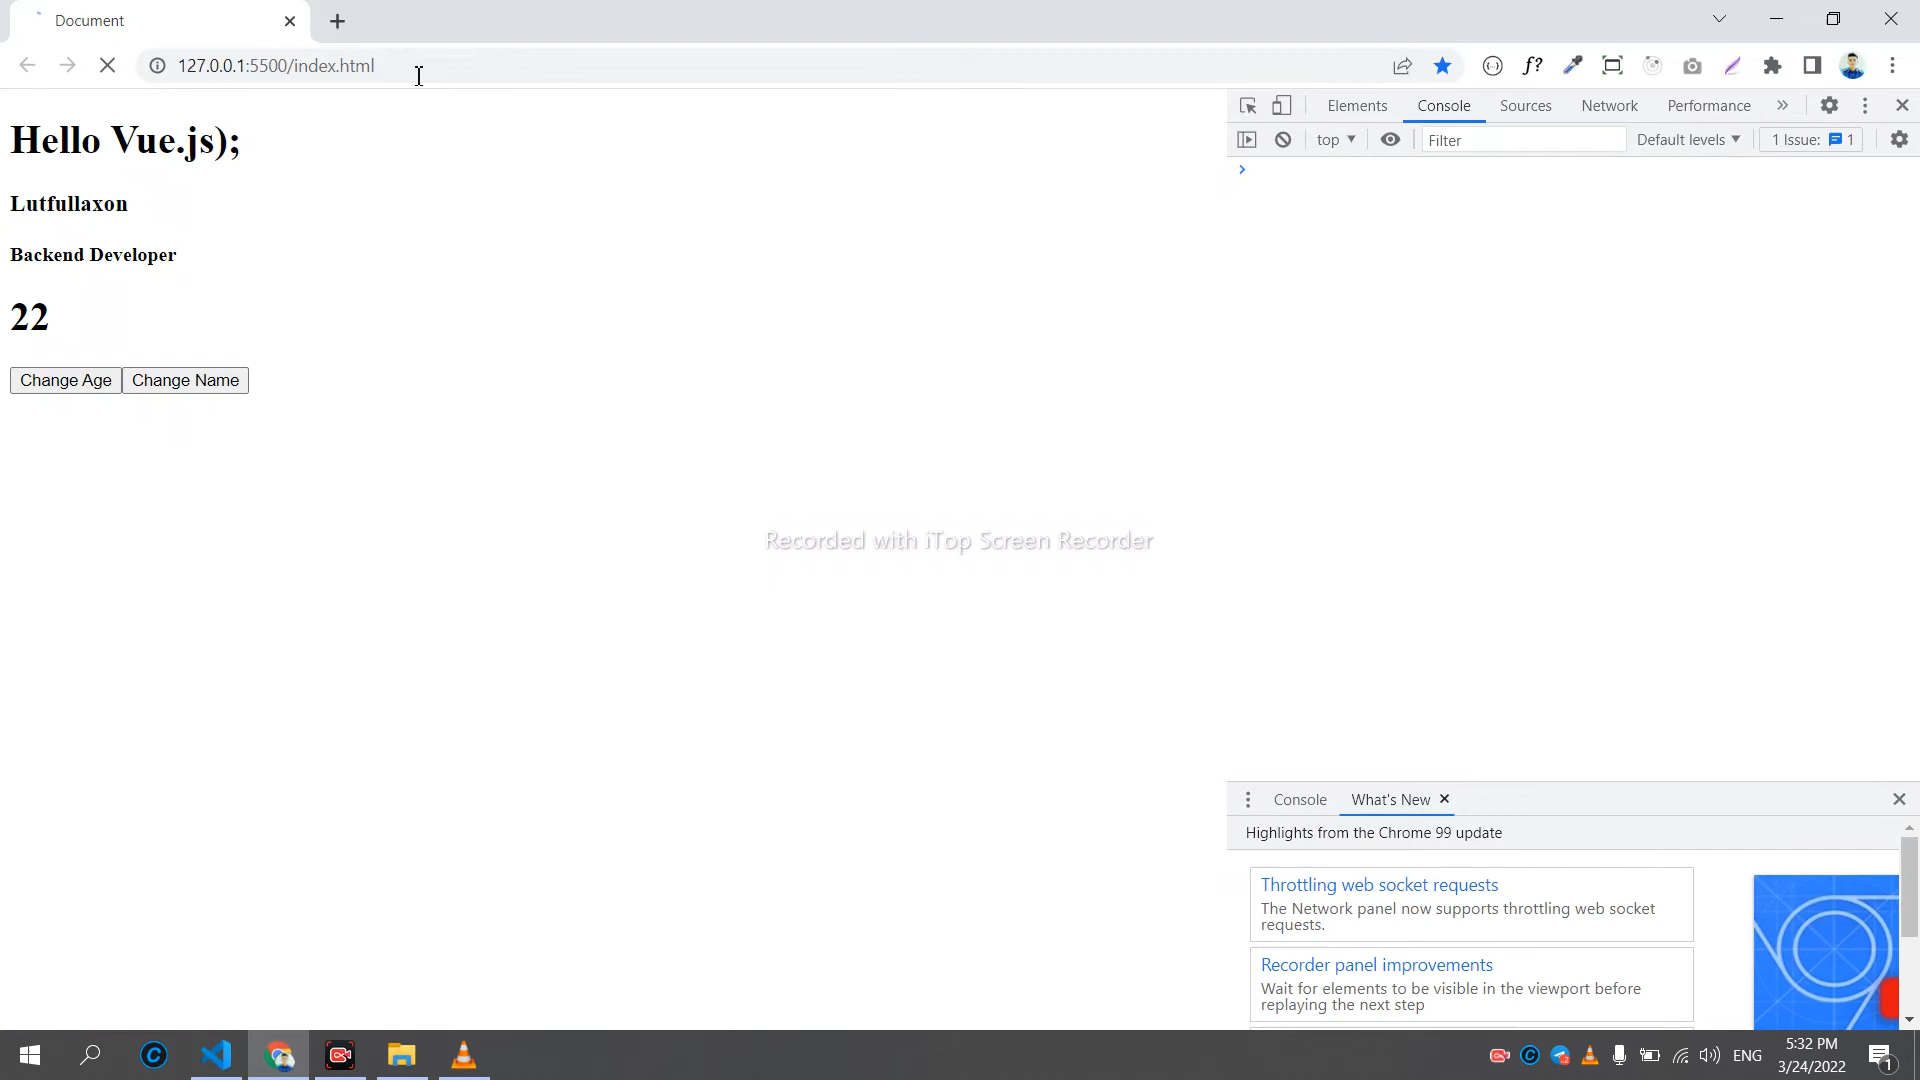 Document
127.0.0.1:5500/index.html
f?
Hello Vue.js);
Lutfullaxon
Backend Developer
22
Change Age
Change Name
Recorded with iTop Screen Recorder
Elements
Console
Sources
Network
Performance
top
Filter
Default levels
1 Issue:
1
Console
What's New
Highlights from the Chrome 99 update
Throttling web socket requests
The Network panel now supports throttling web socket
requests.
Recorder panel improvements
Wait for elements to be visible in the viewport before
replaying the next step
ENG
5:32 PM
3/24/2022
1